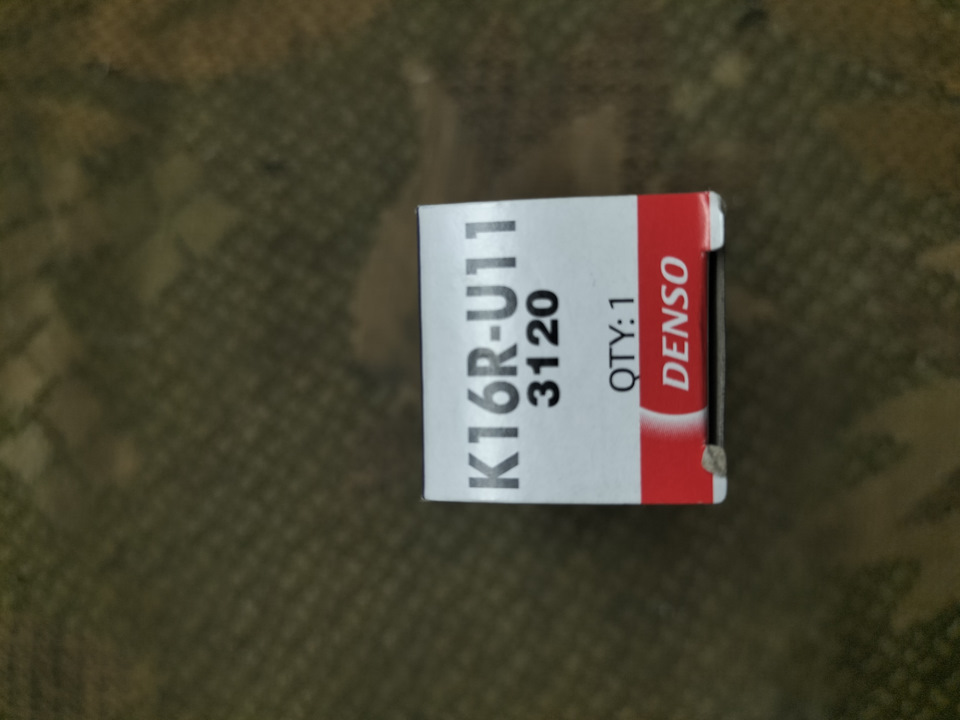 K16R-U11
3120
QTY: 1
DENSO